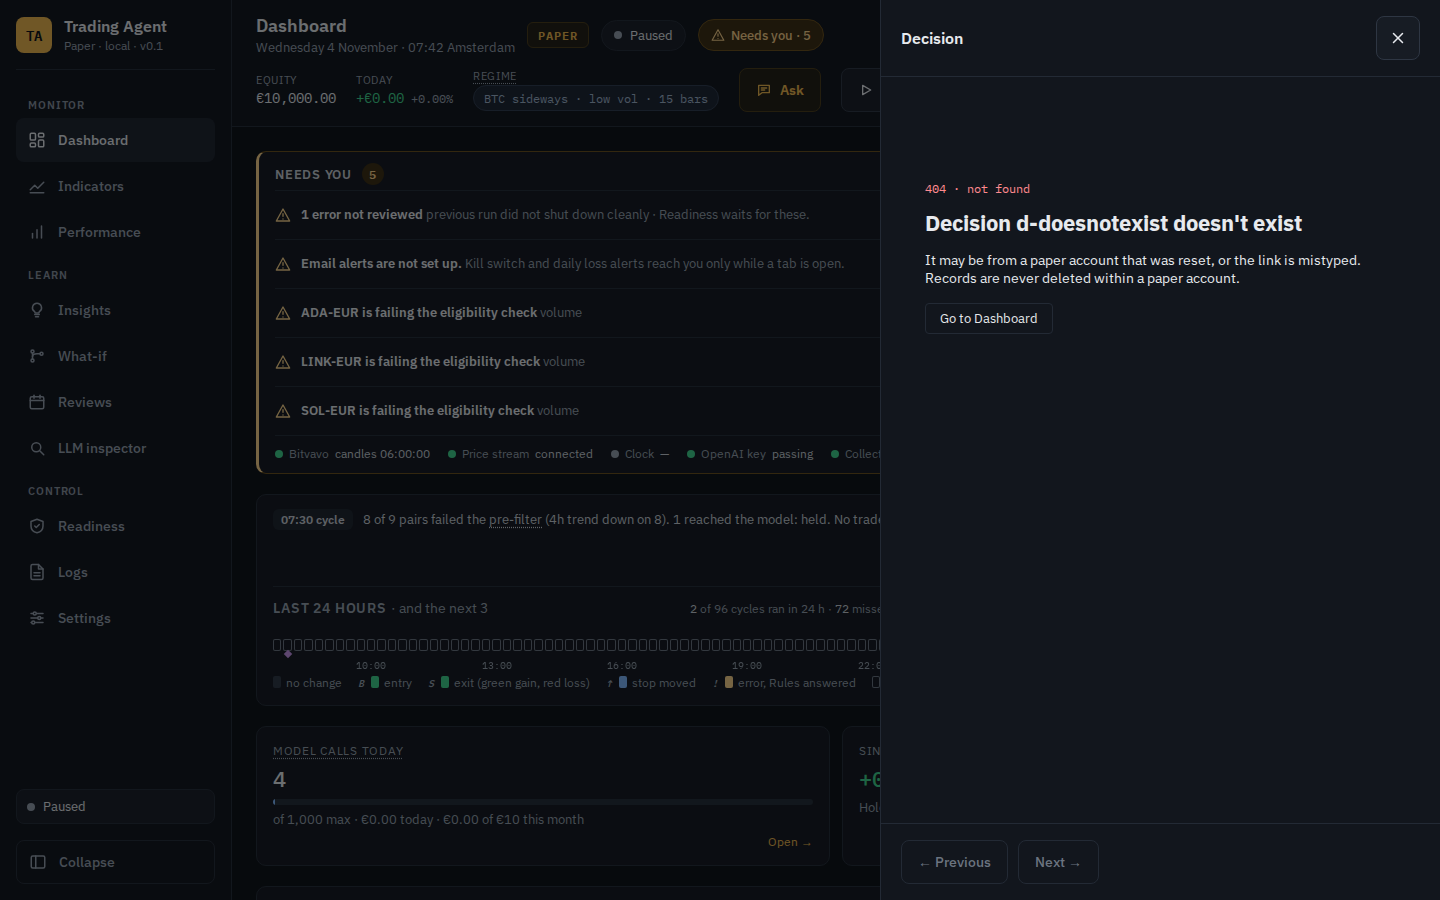 TA
Trading Agent
Paper · local · v0.1
MONITOR
Dashboard
Indicators
Performance
LEARN
Insights
What-if
Reviews
LLM inspector
CONTROL
Readiness
Logs
Settings
Paused
Collapse
Dashboard
Wednesday 4 November · 07:42 Amsterdam
PAPER
Paused
Needs you · 5
EQUITY
€10,000.00
TODAY
+€0.00 +0.00%
REGIME
BTC sideways · low vol · 15 bars
Ask
NEEDS YOU 5
1 error not reviewed previous run did not shut down cleanly · Readiness waits for these.
Email alerts are not set up. Kill switch and daily loss alerts reach you only while a tab is open.
ADA-EUR is failing the eligibility check volume
LINK-EUR is failing the eligibility check volume
SOL-EUR is failing the eligibility check volume
Bitvavo candles 06:00:00 Price stream connected Clock — OpenAI key passing Collect
07:30 cycle 8 of 9 pairs failed the pre-filter (4h trend down on 8). 1 reached the model: held. No trade
LAST 24 HOURS · and the next 3
2 of 96 cycles ran in 24 h · 72 misse
10:00 13:00 16:00 19:00 22:0
no change B entry S exit (green gain, red loss) ↑ stop moved ! error, Rules answered
MODEL CALLS TODAY
4
of 1,000 max · €0.00 today · €0.00 of €10 this month
Open →
SIN
+€
Hol
Decision
404 · not found
Decision d-doesnotexist doesn't exist
It may be from a paper account that was reset, or the link is mistyped.
Records are never deleted within a paper account.
Go to Dashboard
← Previous
Next →